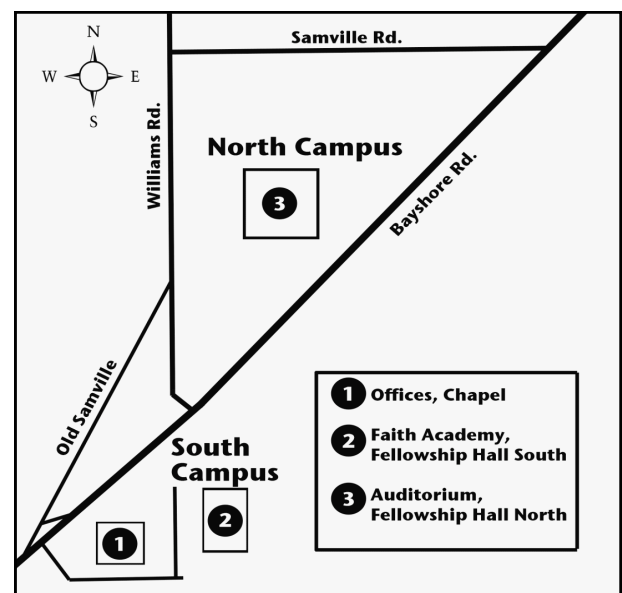 Samville Rd.
N
W
E
S
Williams Rd.
North Campus
3
Bayshore Rd.
Old Samville
South
Campus
1
2
1 Offices, Chapel
2 Faith Academy,
Fellowship Hall South
3 Auditorium,
Fellowship Hall North